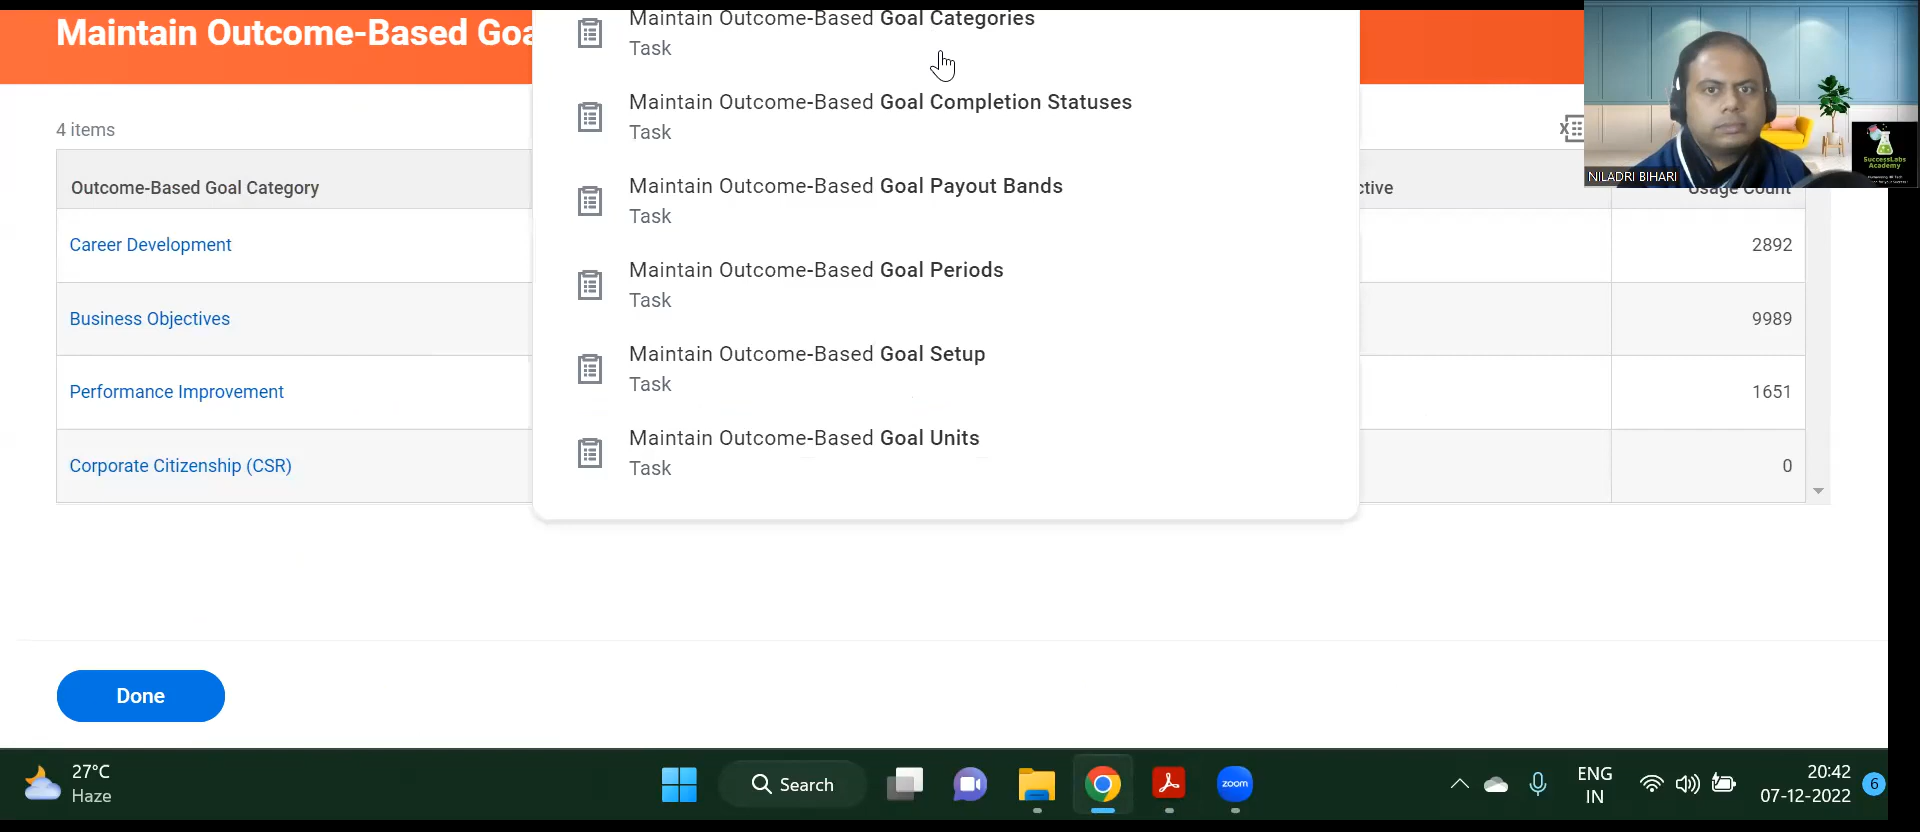 Maintain Outcome-Based Goa
Maintain Outcome-Based Goal Categories
Task
Maintain Outcome-Based Goal Completion Statuses
Task
Maintain Outcome-Based Goal Payout Bands
Task
Maintain Outcome-Based Goal Periods
Task
Maintain Outcome-Based Goal Setup
Task
Maintain Outcome-Based Goal Units
Task
4 items
Outcome-Based Goal Category
ctive
Usage Count
Career Development
2892
Business Objectives
9989
Performance Improvement
1651
Corporate Citizenship (CSR)
0
Done
NILADRI BIHARI
SuccessLabs
Academy
27°C
Haze
Search
zoom
ENG
IN
20:42
07-12-2022
6